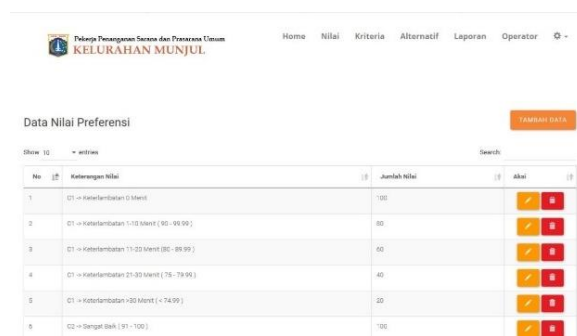 Pekerja Penanganan Sarana dan Prasarana Umum
KELURAHAN MUNJUL
Home Nilai Kriteria Alternatif Laporan Operator
Data Nilai Preferensi
TAMBAH DATA
Show 10 entries
Search:
No Keterangan Nilai Jumlah Nilai Aksi
1 C1 -> Keterlambatan 0 Menit 100
2 C1 -> Keterlambatan 1-10 Menit ( 90 - 99.99 ) 80
3 C1 -> Keterlambatan 11-20 Menit (80 - 89.99 ) 60
4 C1 -> Keterlambatan 21-30 Menit ( 75 - 79.99 ) 40
5 C1 -> Keterlambatan >30 Menit ( < 74.99 ) 20
6 C2 -> Sangat Baik ( 91 - 100 ) 100